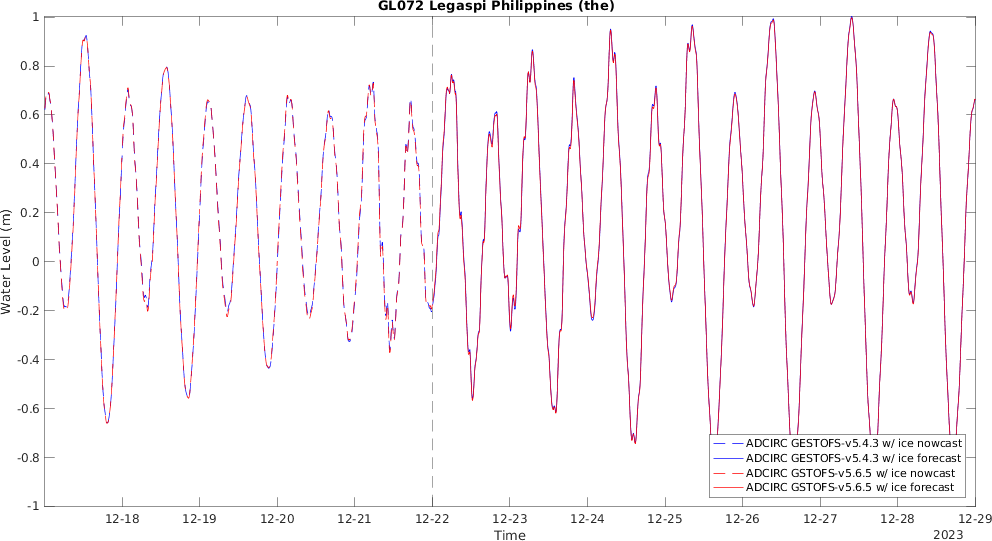 GL072 Legaspi Philippines (the)
1
0.8
0.6
0.4
0.2
0
-0.2
-0.4
-0.6
-0.8
-1
Water Level (m)
ADCIRC GESTOFS-v5.4.3 w/ ice nowcast
ADCIRC GESTOFS-v5.4.3 w/ ice forecast
ADCIRC GSTOFS-v5.6.5 w/ ice nowcast
ADCIRC GSTOFS-v5.6.5 w/ ice forecast
12-18 12-19 12-20 12-21 12-22 12-23 12-24 12-25 12-26 12-27 12-28 12-29
Time
2023